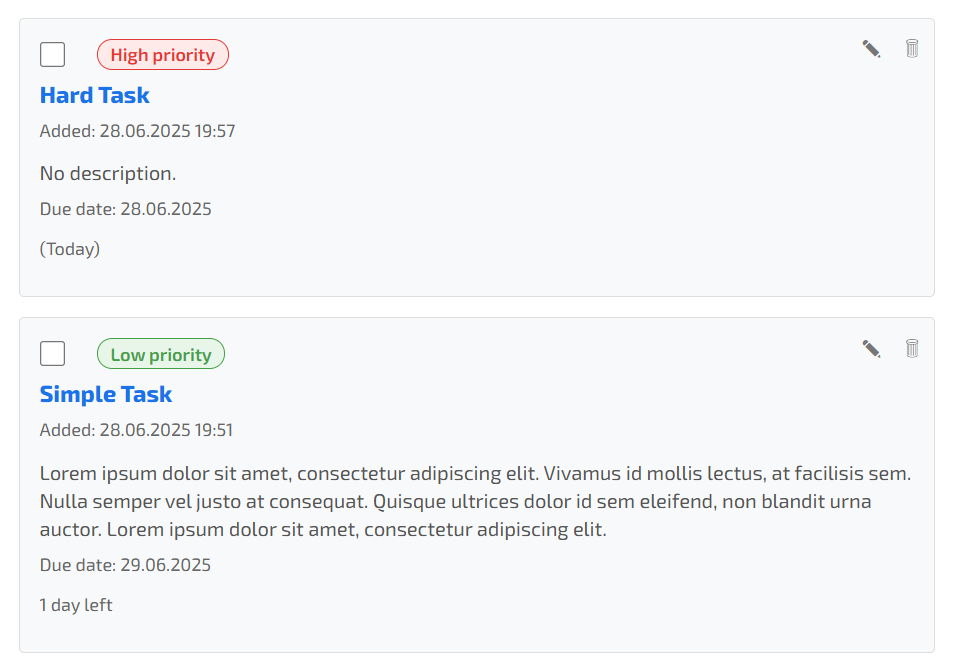 High priority
Hard Task
Added: 28.06.2025 19:57
No description.
Due date: 28.06.2025
(Today)
Low priority
Simple Task
Added: 28.06.2025 19:51
Lorem ipsum dolor sit amet, consectetur adipiscing elit. Vivamus id mollis lectus, at facilisis sem.
Nulla semper vel justo at consequat. Quisque ultrices dolor id sem eleifend, non blandit urna
auctor. Lorem ipsum dolor sit amet, consectetur adipiscing elit.
Due date: 29.06.2025
1 day left